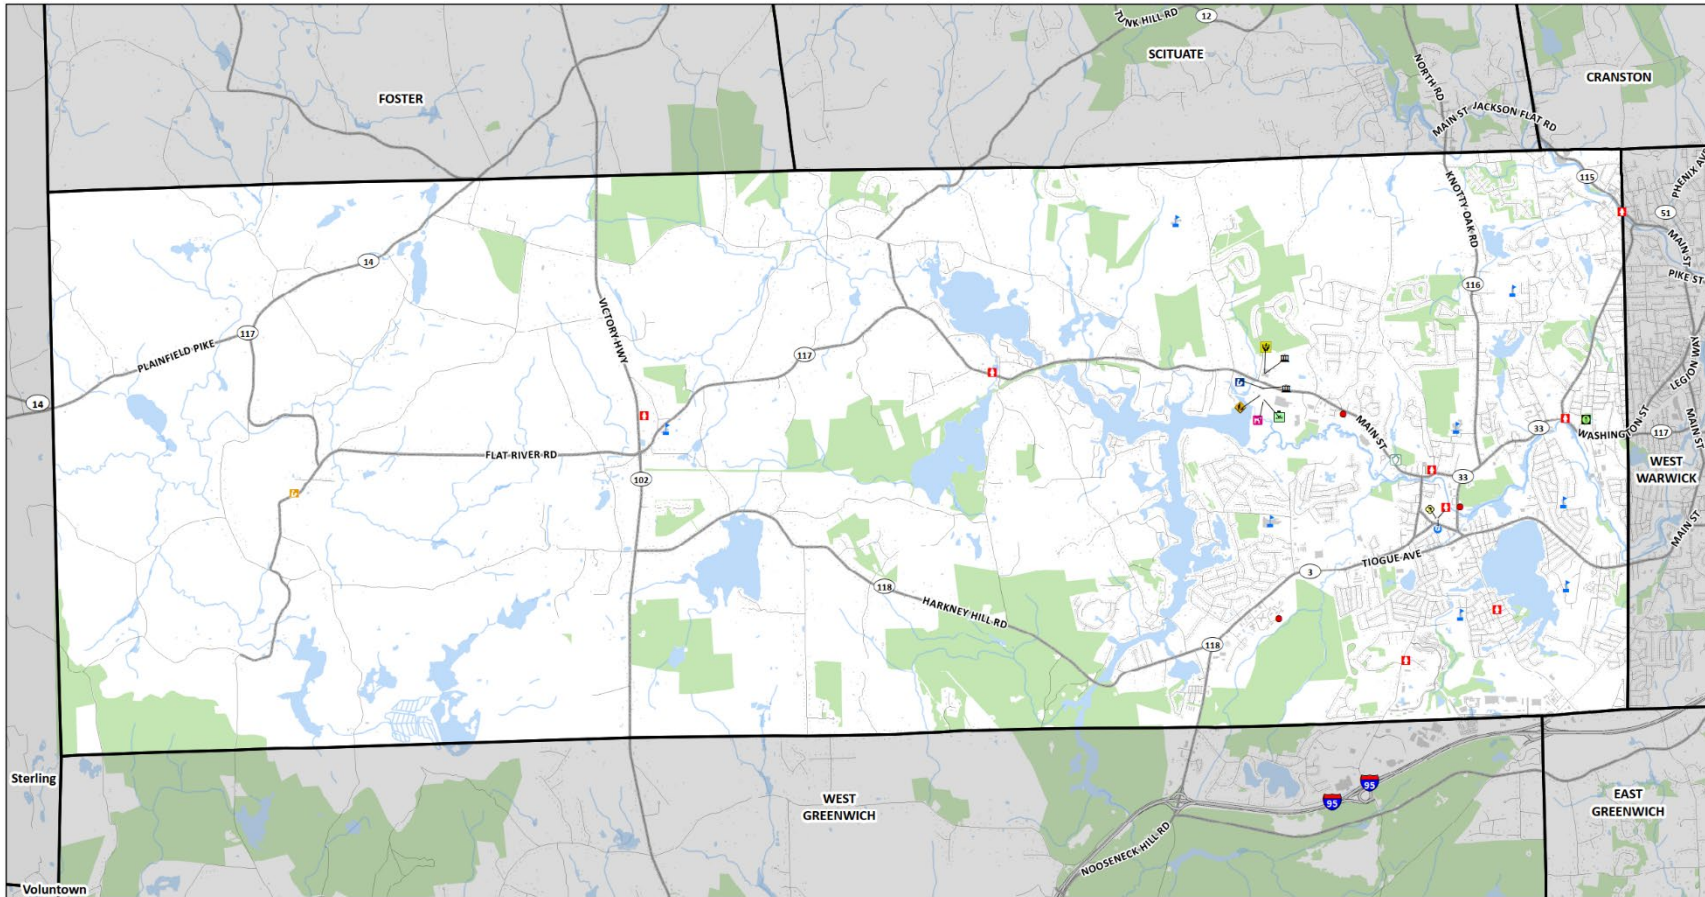 TUNK HILL RD
12
SCITUATE
NORTH RD
CRANSTON
FOSTER
MAIN ST
JACKSON FLAT RD
PHENIX AVE
115
51
KNOTTY OAK RD
MAIN ST
14
PIKE ST
116
VICTORY HWY
117
117
PLAINFIELD PIKE
LEGION WAY
14
MAIN ST
MAIN ST
33
WASHINGTON ST
117
FLAT RIVER RD
WEST
WARWICK
102
33
MAIN ST
TIOGUE AVE
3
118
HARKNEY HILL RD
118
Sterling
95
95
WEST
GREENWICH
EAST
GREENWICH
NOOSENECK HILL RD
Voluntown